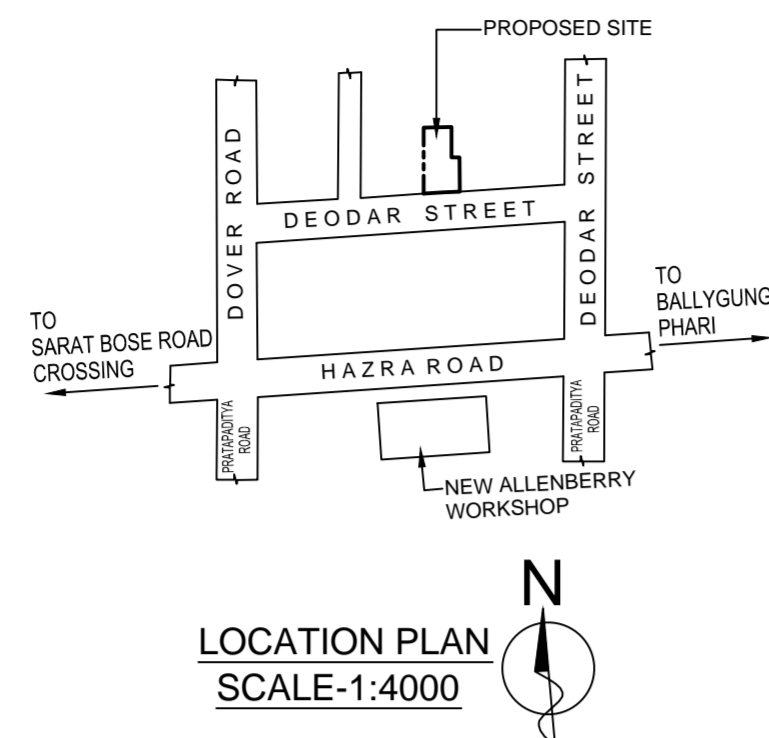 PROPOSED SITE
DOVER ROAD
DEODAR STREET
DEODAR STREET
TO
SARAT BOSE ROAD
CROSSING
TO
BALLYGUNG
PHARI
HAZRA ROAD
PRATAPADITYA
ROAD
PRATAPADITYA
ROAD
NEW ALLENBERRY
WORKSHOP
N
LOCATION PLAN
SCALE-1:4000